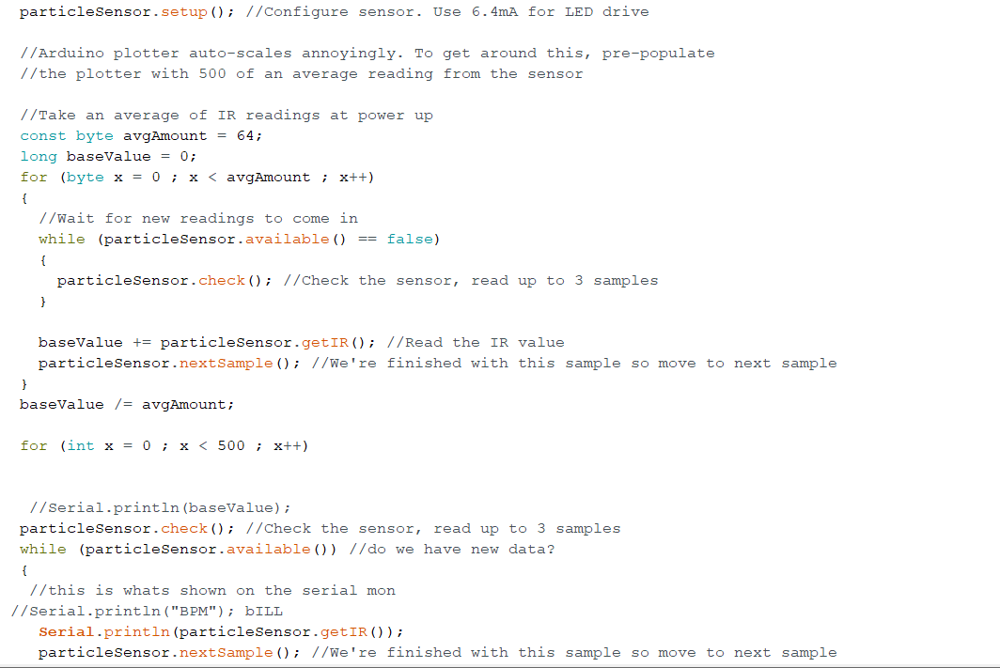 particleSensor.setup(); //Configure sensor. Use 6.4mA for LED drive
//Arduino plotter auto-scales annoyingly. To get around this, pre-populate
//the plotter with 500 of an average reading from the sensor
//Take an average of IR readings at power up
const byte avgAmount = 64;
long baseValue = 0;
for (byte x = 0 ; x < avgAmount ; x++)
{
//Wait for new readings to come in
while (particleSensor.available() == false)
{
particleSensor.check(); //Check the sensor, read up to 3 samples
}
baseValue += particleSensor.getIR(); //Read the IR value
particleSensor.nextSample(); //We're finished with this sample so move to next sample
}
baseValue /= avgAmount;
for (int x = 0 ; x < 500 ; x++)
//Serial.println(baseValue);
particleSensor.check(); //Check the sensor, read up to 3 samples
while (particleSensor.available()) //do we have new data?
{
//this is whats shown on the serial mon
//Serial.println("BPM"); bILL
Serial.println(particleSensor.getIR());
particleSensor.nextSample(); //We're finished with this sample so move to next sample